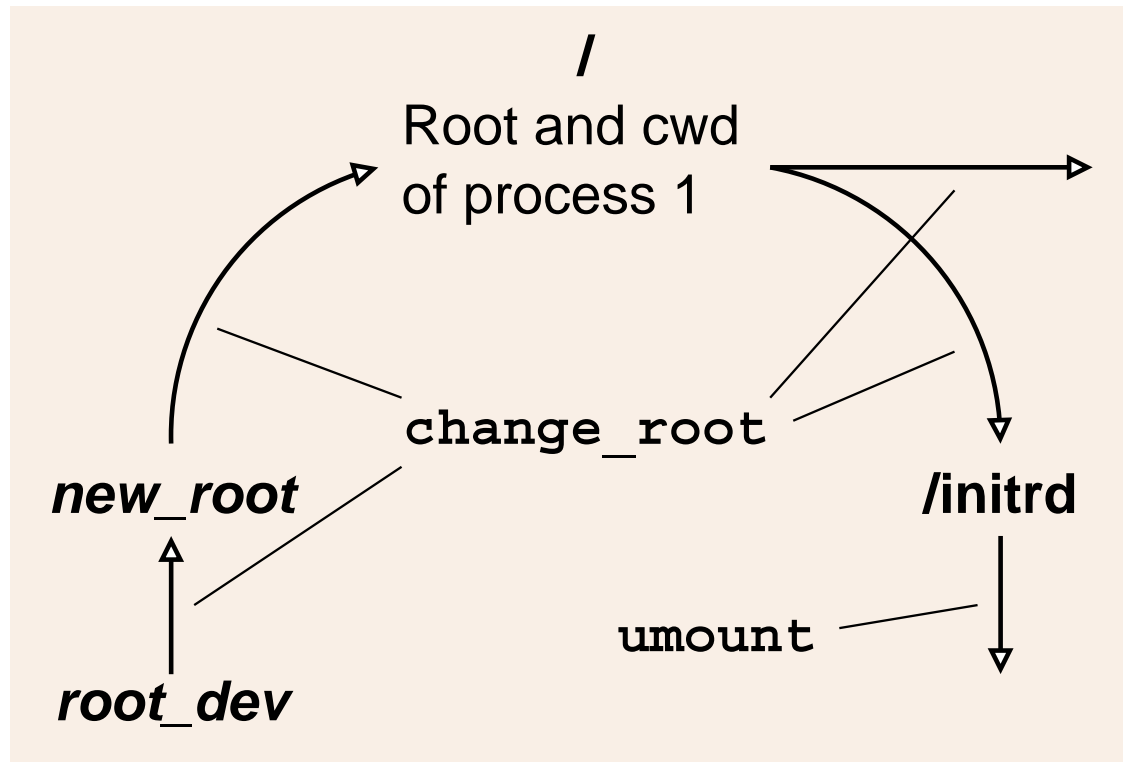 /
Root and cwd
of process 1
change_root
new_root
/initrd
umount
root_dev